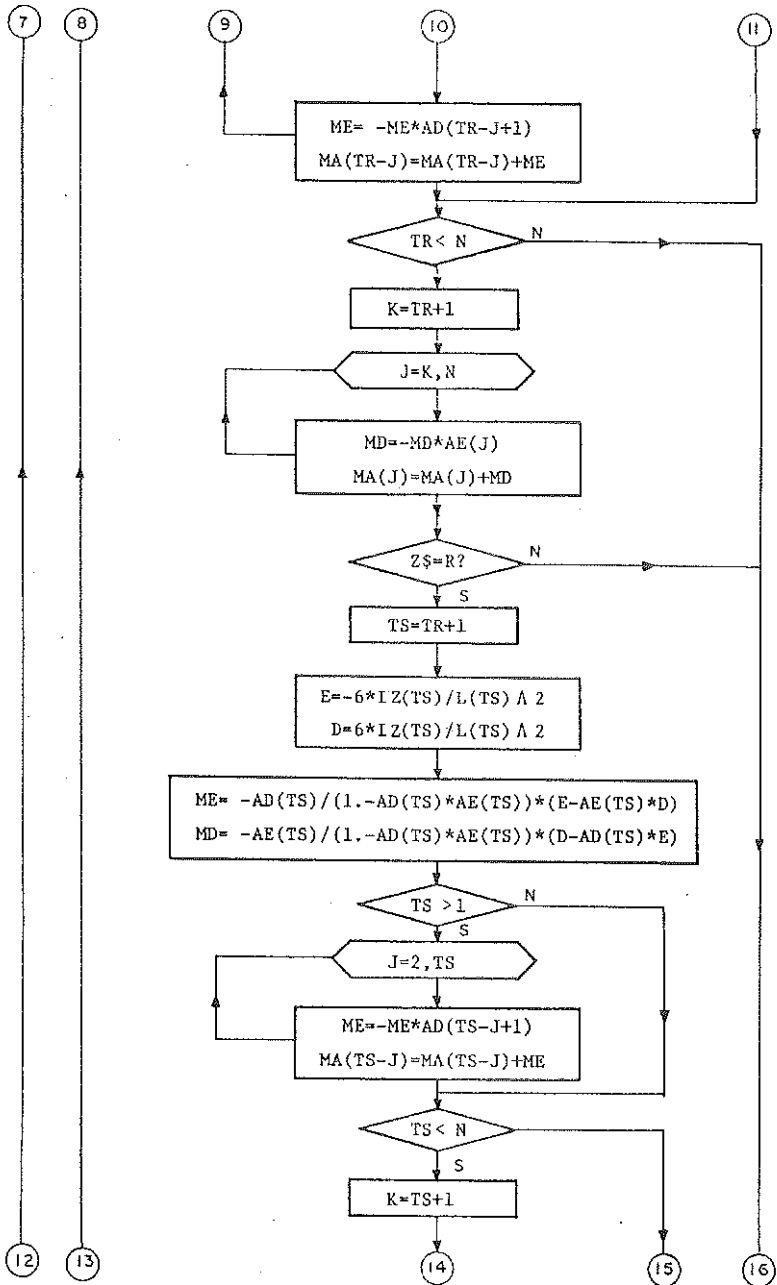 7 8 9 10 11
ME= -ME*AD(TR-J+1)
MA(TR-J)=MA(TR-J)+ME
TR< N N
K=TR+1
J=K,N
MD=-MD*AE(J)
MA(J)=MA(J)+MD
Z$=R? N
S
TS=TR+1
E=-6*IZ(TS)/L(TS)Λ2
D=6*IZ(TS)/L(TS)Λ2
ME= -AD(TS)/(1.-AD(TS)*AE(TS))*(E-AE(TS)*D)
MD= -AE(TS)/(1.-AD(TS)*AE(TS))*(D-AD(TS)*E)
TS >1 N
S
J=2,TS
ME=-ME*AD(TS-J+1)
MA(TS-J)=MA(TS-J)+ME
TS< N
S
K=TS+1
12 13 14 15 16